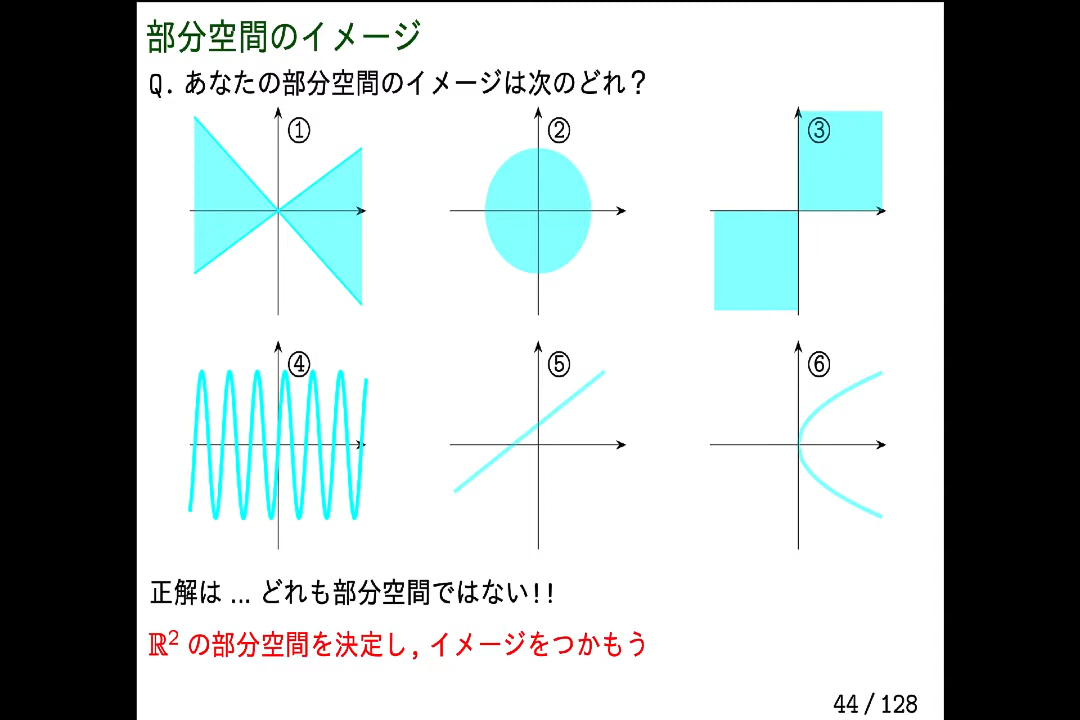 部分空間のイメージ
Q. あなたの部分空間のイメージは次のどれ?
① ② ③
④ ⑤ ⑥
正解は ... どれも部分空間ではない!!
ℝ² の部分空間を決定し, イメージをつかもう
44 / 128